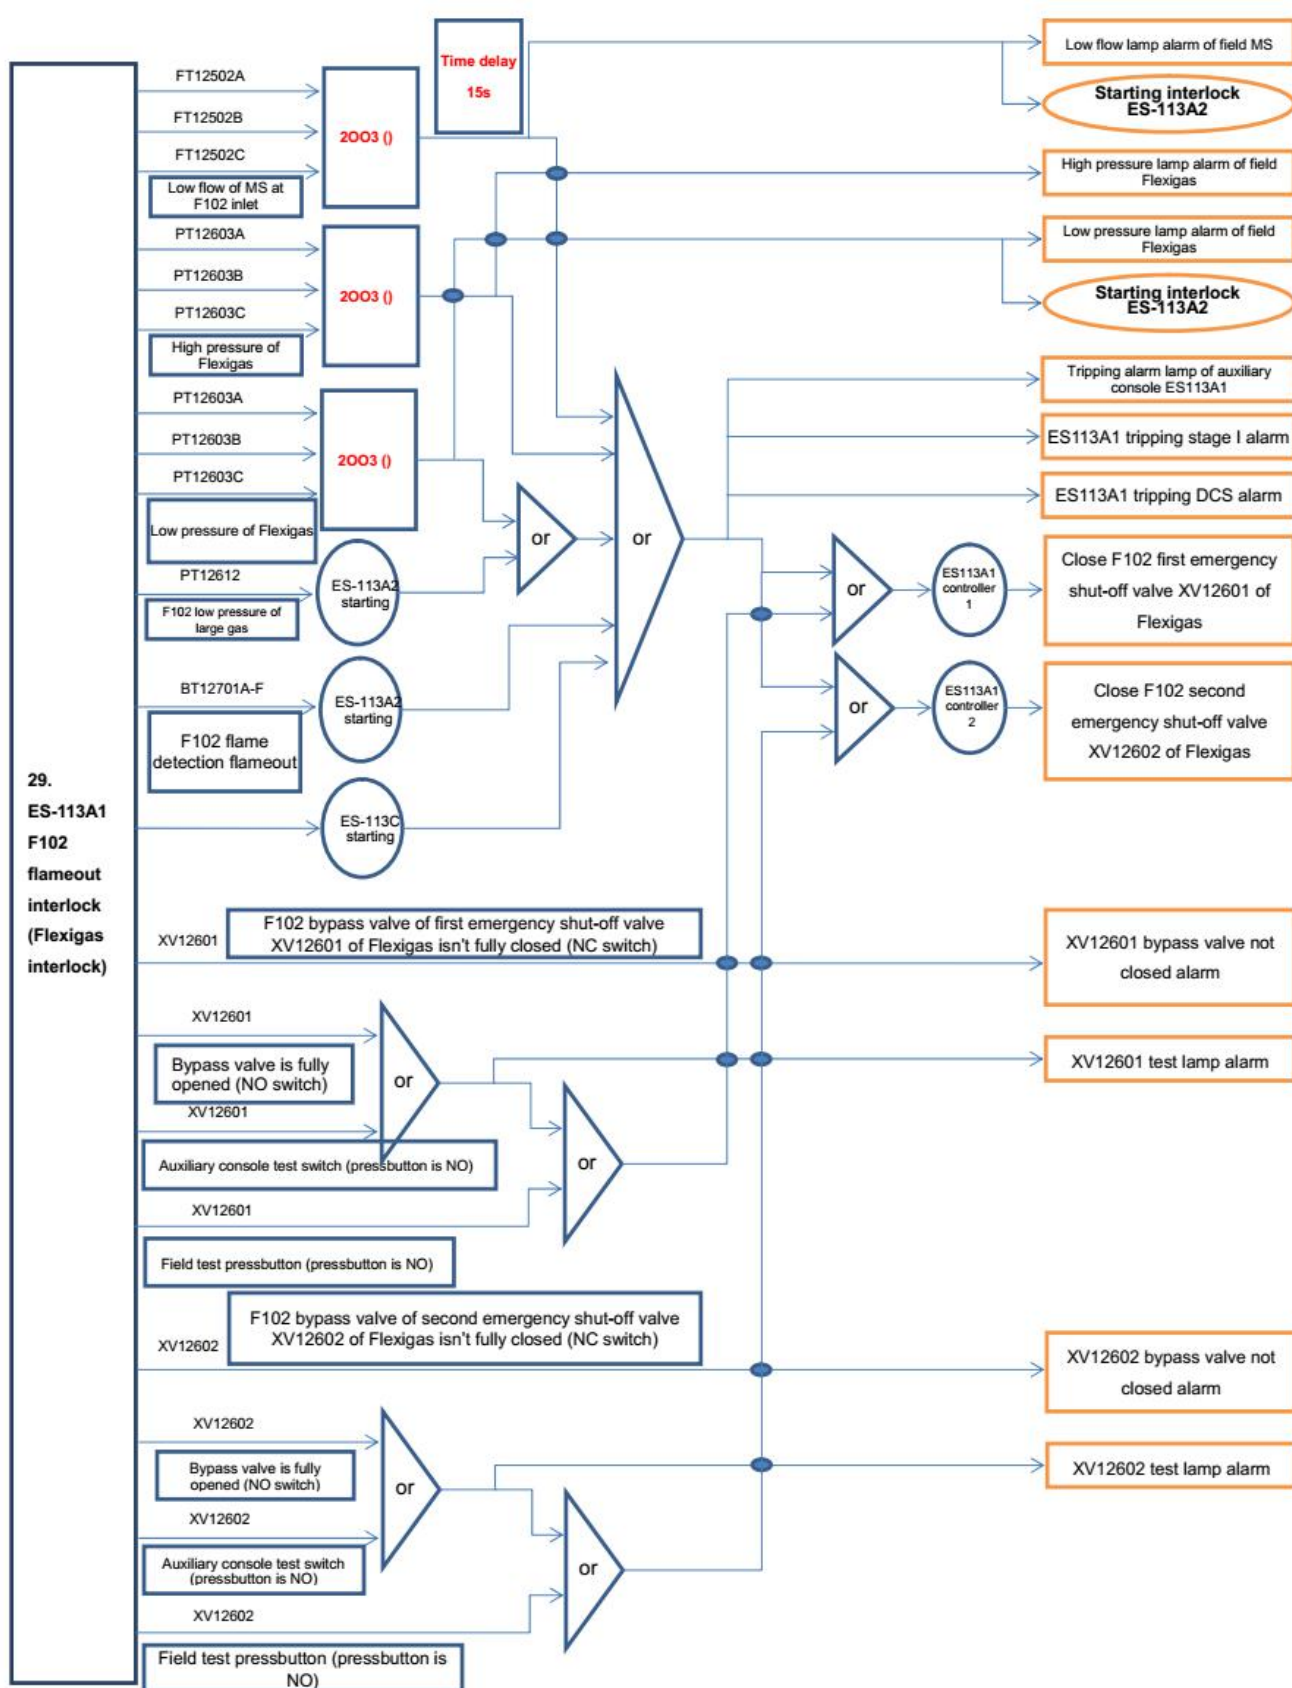 Time delay
15s
Low flow lamp alarm of field MS
Starting interlock
ES-113A2
FT12502A
FT12502B
2OO3 ()
FT12502C
Low flow of MS at
F102 inlet
High pressure lamp alarm of field
Flexigas
PT12603A
Low pressure lamp alarm of field
Flexigas
PT12603B
2OO3 ()
Starting interlock
ES-113A2
PT12603C
High pressure of
Flexigas
Tripping alarm lamp of auxiliary
console ES113A1
PT12603A
ES113A1 tripping stage I alarm
PT12603B
2OO3 ()
PT12603C
ES113A1 tripping DCS alarm
Low pressure of Flexigas
or
or
PT12612
ES-113A2
starting
F102 low pressure of
large gas
or
ES113A1
controller
1
Close F102 first emergency
shut-off valve XV12601 of
Flexigas
BT12701A-F
ES-113A2
starting
F102 flame
detection flameout
or
ES113A1
controller
2
Close F102 second
emergency shut-off valve
XV12602 of Flexigas
29.
ES-113A1
F102
flameout
interlock
(Flexigas
interlock)
ES-113C
starting
XV12601
F102 bypass valve of first emergency shut-off valve
XV12601 of Flexigas isn't fully closed (NC switch)
XV12601 bypass valve not
closed alarm
XV12601
Bypass valve is fully
opened (NO switch)
or
XV12601 test lamp alarm
XV12601
Auxiliary console test switch (pressbutton is NO)
or
XV12601
Field test pressbutton (pressbutton is NO)
F102 bypass valve of second emergency shut-off valve
XV12602 of Flexigas isn't fully closed (NC switch)
XV12602
XV12602 bypass valve not
closed alarm
XV12602
Bypass valve is fully
opened (NO switch)
or
XV12602 test lamp alarm
XV12602
Auxiliary console test switch
(pressbutton is NO)
or
XV12602
Field test pressbutton (pressbutton is
NO)